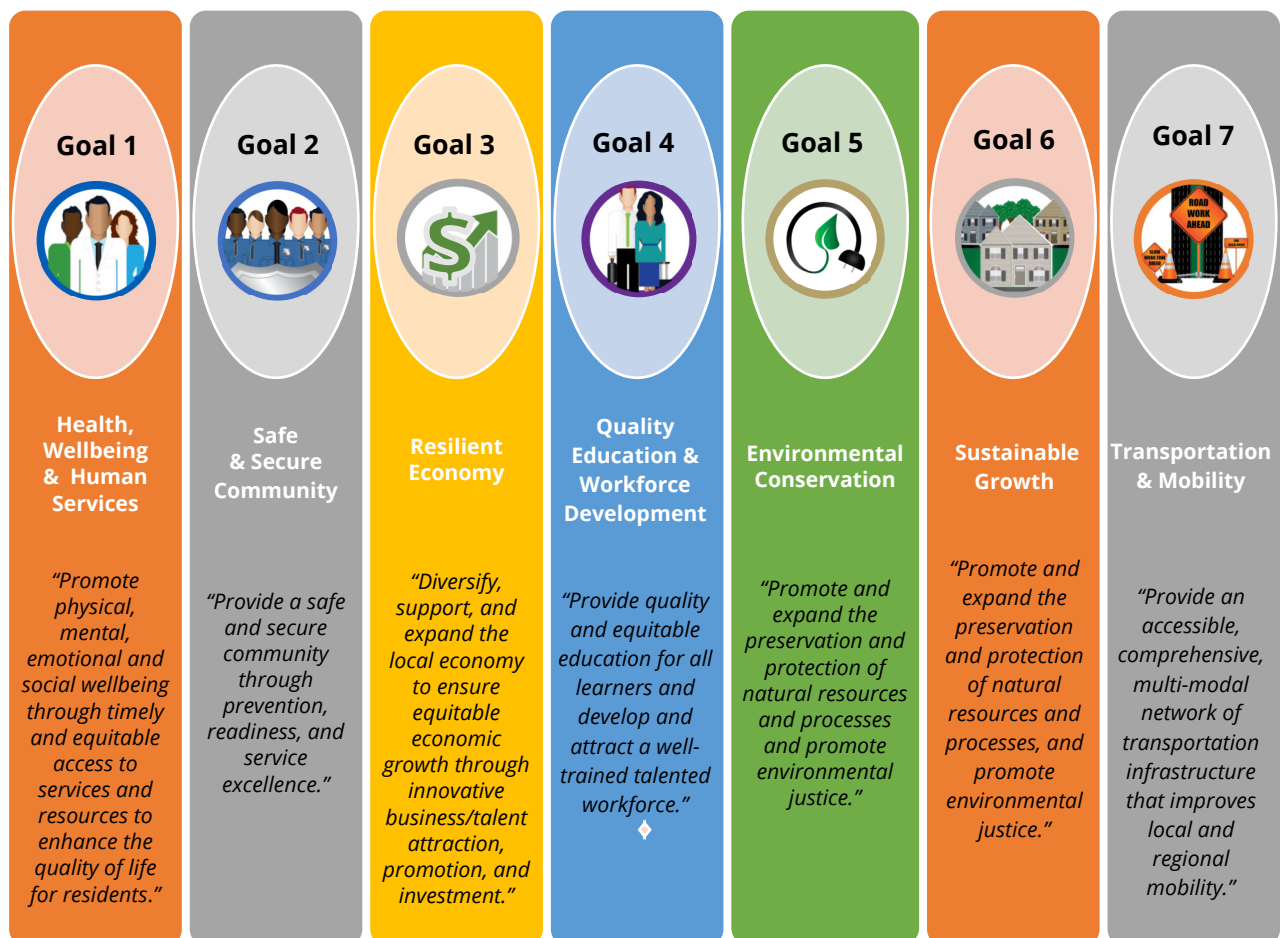 Goal 1
Health,
Wellbeing
& Human
Services
“Promote
physical,
mental,
emotional and
social wellbeing
through timely
and equitable
access to
services and
resources to
enhance the
quality of life
for residents.”
Goal 2
Safe
& Secure
Community
“Provide a safe
and secure
community
through
prevention,
readiness, and
service
excellence.”
Goal 3
Resilient
Economy
“Diversify,
support, and
expand the
local economy
to ensure
equitable
economic
growth through
innovative
business/talent
attraction,
promotion, and
investment.”
Goal 4
Quality
Education &
Workforce
Development
“Provide quality
and equitable
education for all
learners and
develop and
attract a well-
trained talented
workforce.”
Goal 5
Environmental
Conservation
“Promote and
expand the
preservation and
protection of
natural resources
and processes
and promote
environmental
justice.”
Goal 6
Sustainable
Growth
“Promote and
expand the
preservation
and protection
of natural
resources and
processes, and
promote
environmental
justice.”
Goal 7
ROAD
WORK
AHEAD
Transportation
& Mobility
“Provide an
accessible,
comprehensive,
multi-modal
network of
transportation
infrastructure
that improves
local and
regional
mobility.”